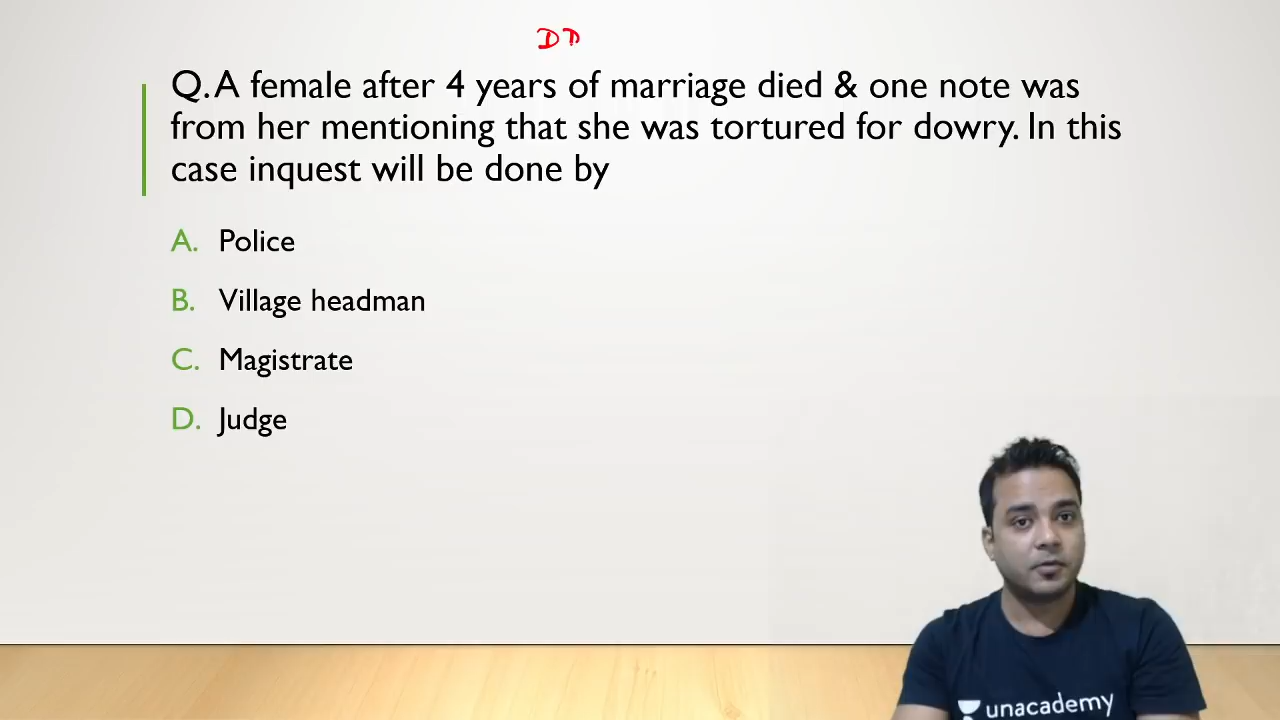 DD
Q. A female after 4 years of marriage died & one note was
from her mentioning that she was tortured for dowry. In this
case inquest will be done by
A. Police
B. Village headman
C. Magistrate
D. Judge
unacademy